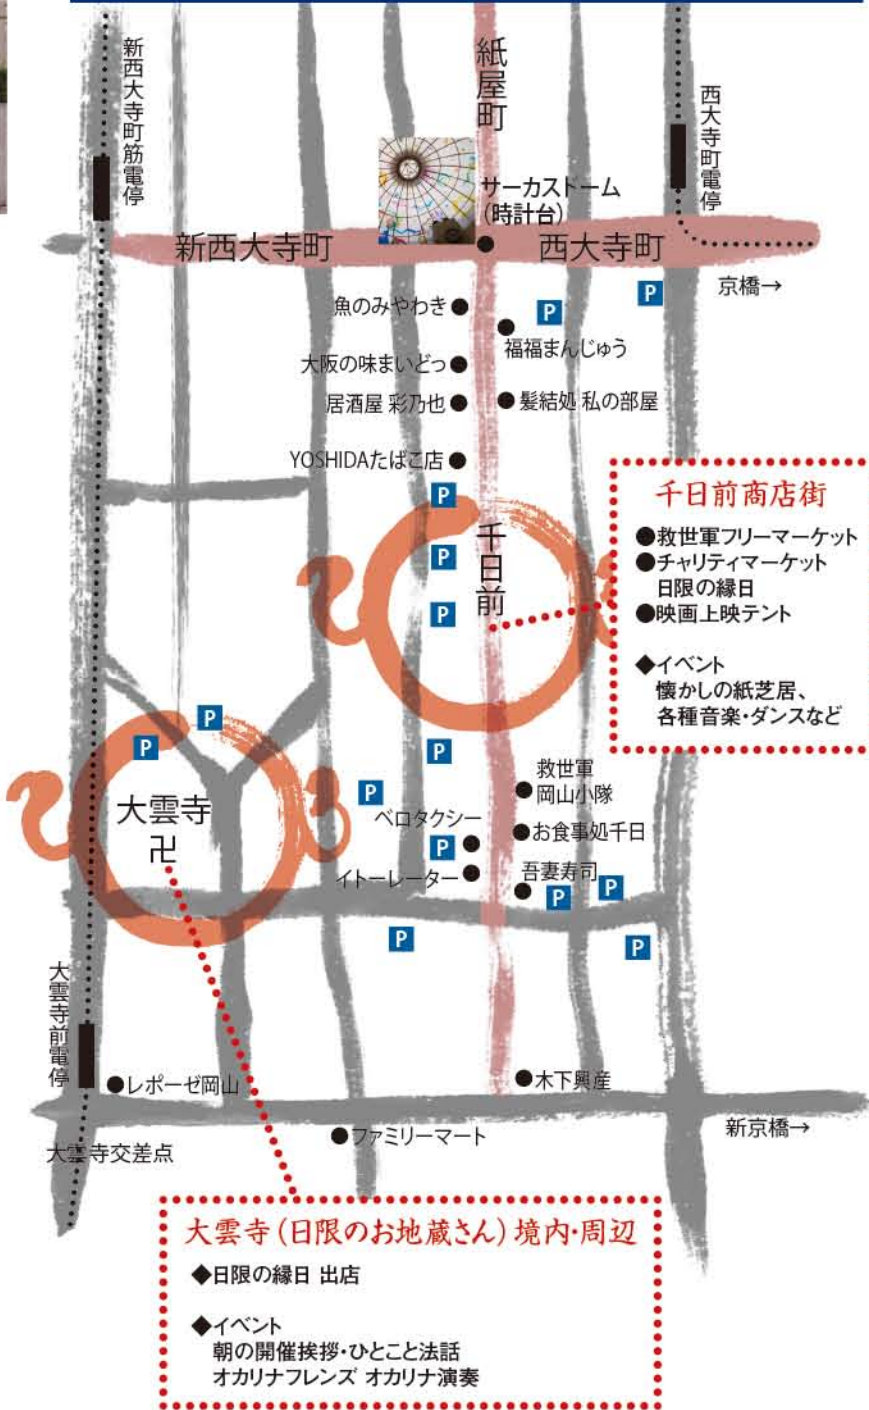 紙屋町
新西大寺町筋電停
西大寺町電停
サーカスドーム
(時計台)
新西大寺町
西大寺町
京橋→
P
P
魚のみやわき
福福まんじゅう
大阪の味まいどっ
居酒屋 彩乃也
髪結処 私の部屋
YOSHIDAたばこ店
P
P
P
千日前
千日前商店街
●救世軍フリーマーケット
●チャリティマーケット
日限の縁日
●映画上映テント
◆イベント
懐かしの紙芝居、
各種音楽・ダンスなど
P
P
P
P
大雲寺
卍
救世軍
岡山小隊
ベロタクシー
P
お食事処千日
イトーレーター
吾妻寿司
P
P
P
P
大雲寺前電停
レポーゼ岡山
木下興産
大雲寺交差点
ファミリーマート
新京橋→
大雲寺(日限のお地蔵さん)境内・周辺
◆日限の縁日 出店
◆イベント
朝の開催挨拶・ひとこと法話
オカリナフレンズ オカリナ演奏